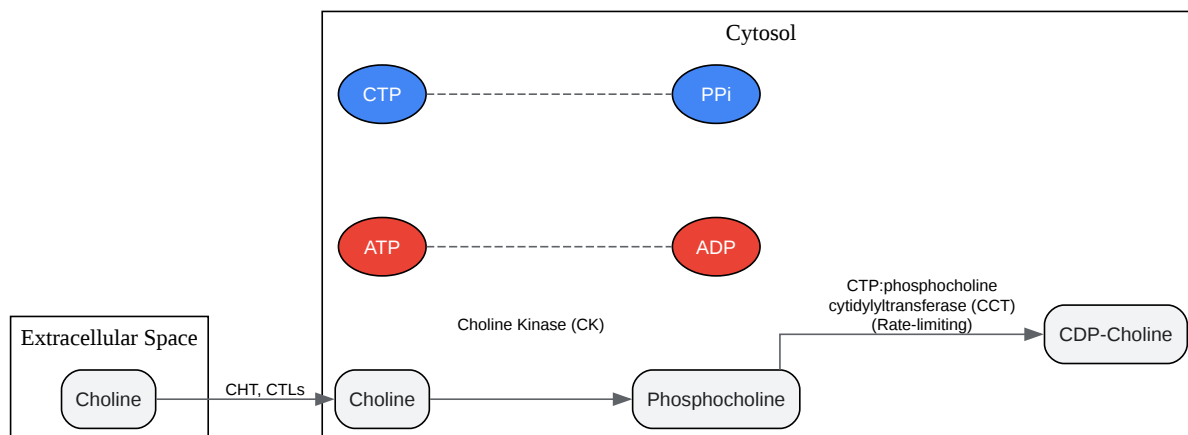 Cytosol
CTP
PPi
ATP
ADP
CTP:phosphocholine
cytidylyltransferase (CCT)
(Rate-limiting)
Choline Kinase (CK)
CDP-Choline
Extracellular Space
Choline
CHT, CTLs
Choline
Phosphocholine